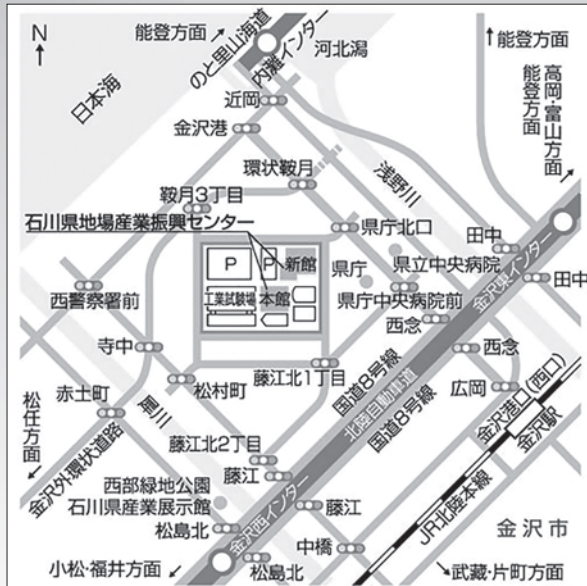 能登方面
のと里山海道
内灘インター
河北潟
能登方面
N
日本海
近岡
金沢港
高岡・富山方面
能登方面
浅野川
環状鞍月
鞍月3丁目
石川県地場産業振興センター
県庁北口
田中
金沢東インター
P
P
新館
県庁
県立中央病院
田中
工業試験場
本館
県庁中央病院前
西警察署前
西念
寺中
西念
藤江北1丁目
国道8号線
北陸自動車道
国道8号線
広岡
松村町
赤土町
犀川
金沢港口(西口)
金沢駅
松任方面
金沢外環状道路
藤江北2丁目
藤江
西部緑地公園
石川県産業展示館
金沢西インター
藤江
JR北陸本線
金沢市
松島北
中橋
小松・福井方面
松島北
武蔵・片町方面